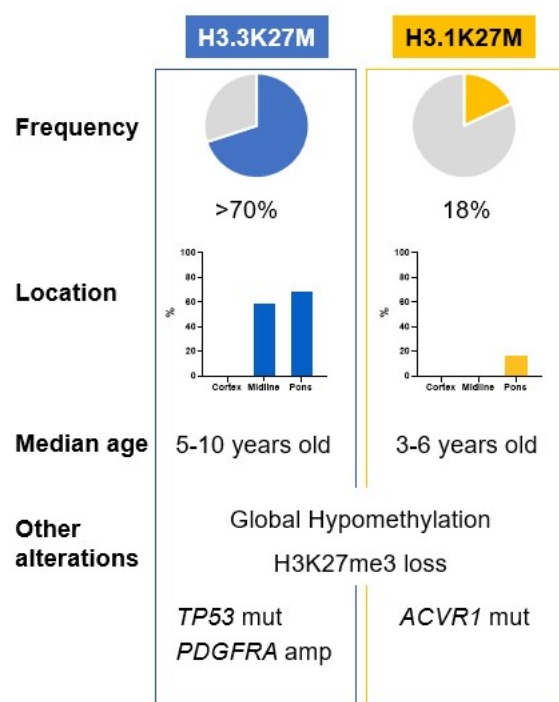 H3.3K27M
H3.1K27M
Frequency
>70%
18%
Location
%
100
80
60
40
20
0
Cortex Midline Pons
%
100
80
60
40
20
0
Cortex Midline Pons
Median age
5-10 years old
3-6 years old
Other
alterations
Global Hypomethylation
H3K27me3 loss
TP53 mut
PDGFRA amp
ACVR1 mut